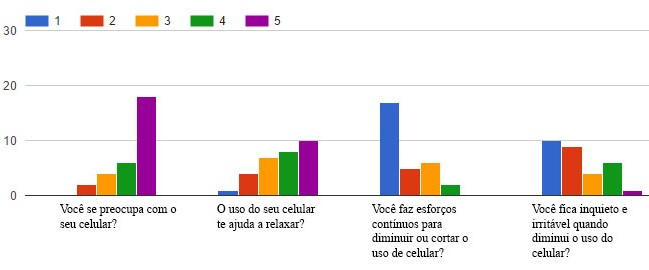 1 2 3 4 5
30
20
10
0
Você se preocupa com o
seu celular?
O uso do seu celular
te ajuda a relaxar?
Você faz esforços
contínuos para
diminuir ou cortar o
uso de celular?
Você fica inquieto e
irritável quando
diminui o uso do
celular?